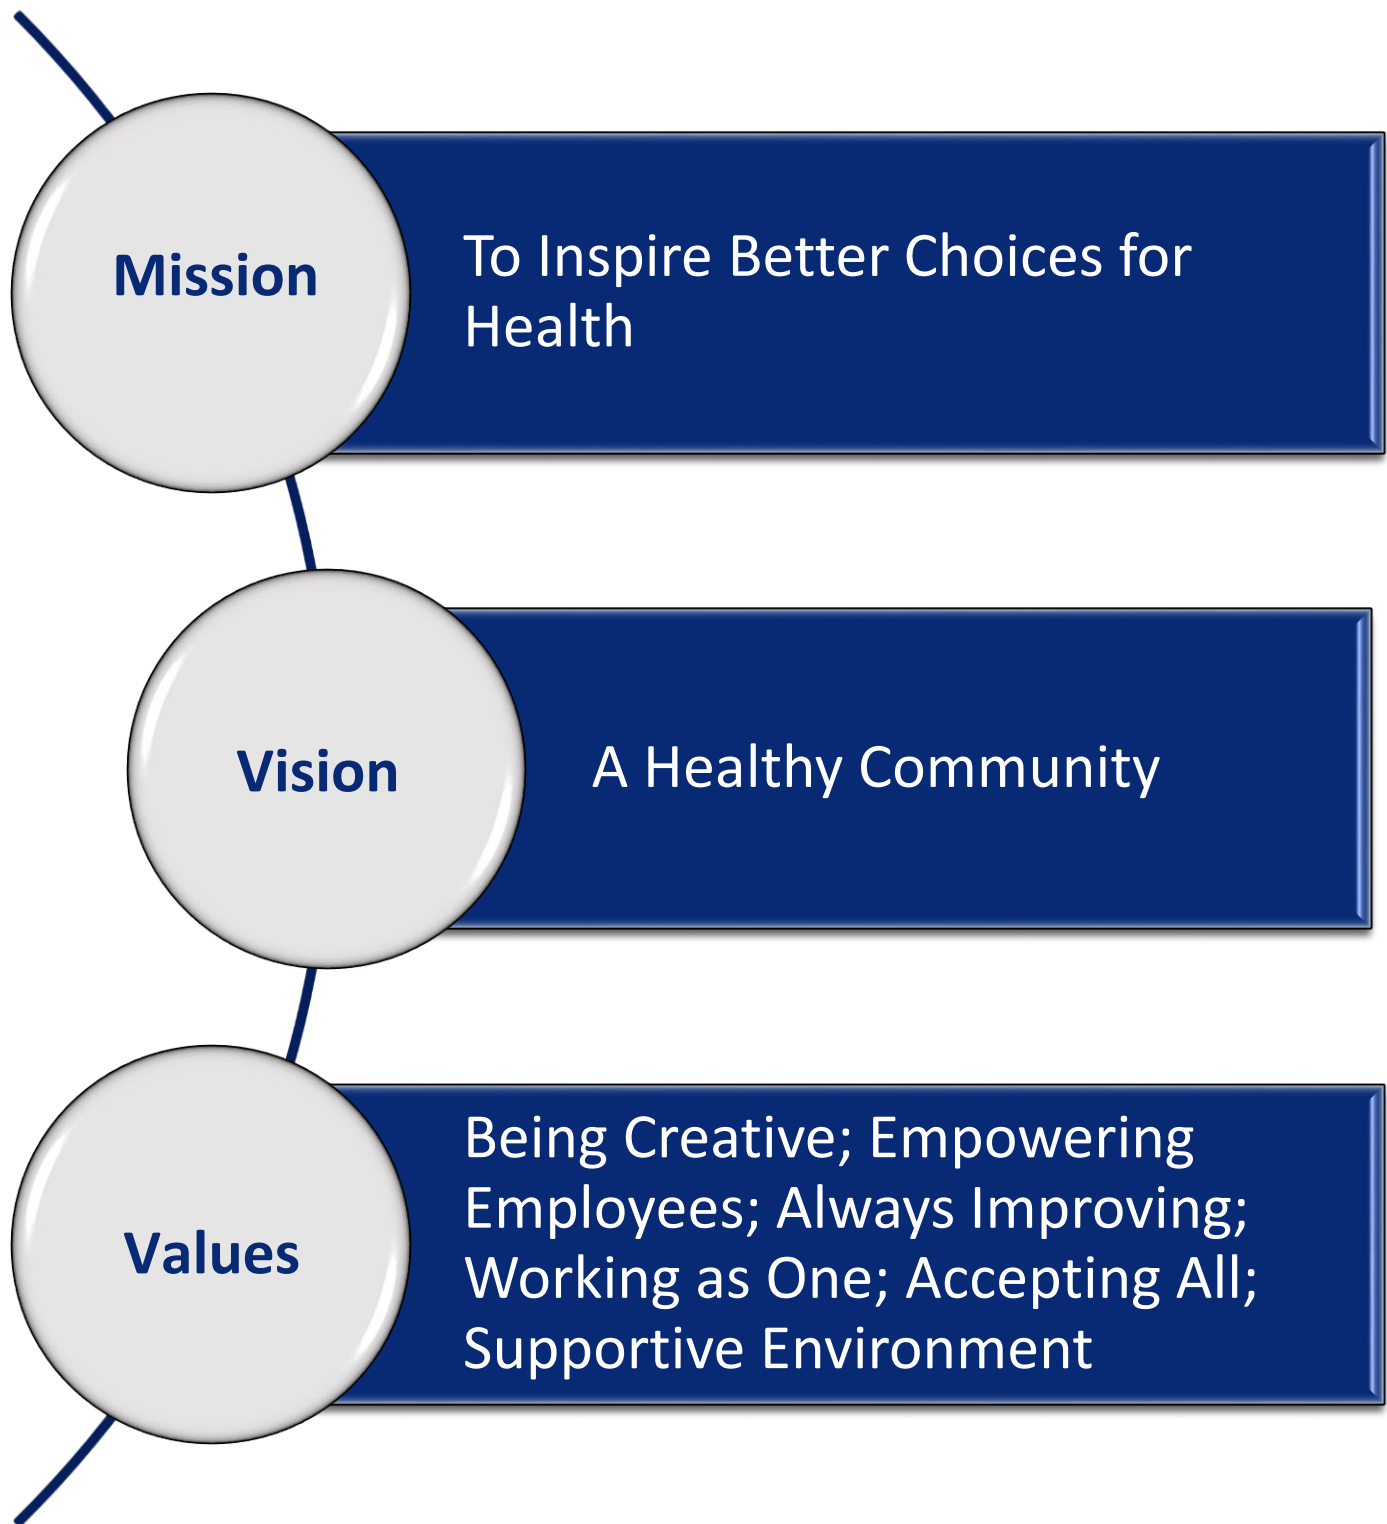 Mission
To Inspire Better Choices for
Health
Vision
A Healthy Community
Values
Being Creative; Empowering
Employees; Always Improving;
Working as One; Accepting All;
Supportive Environment